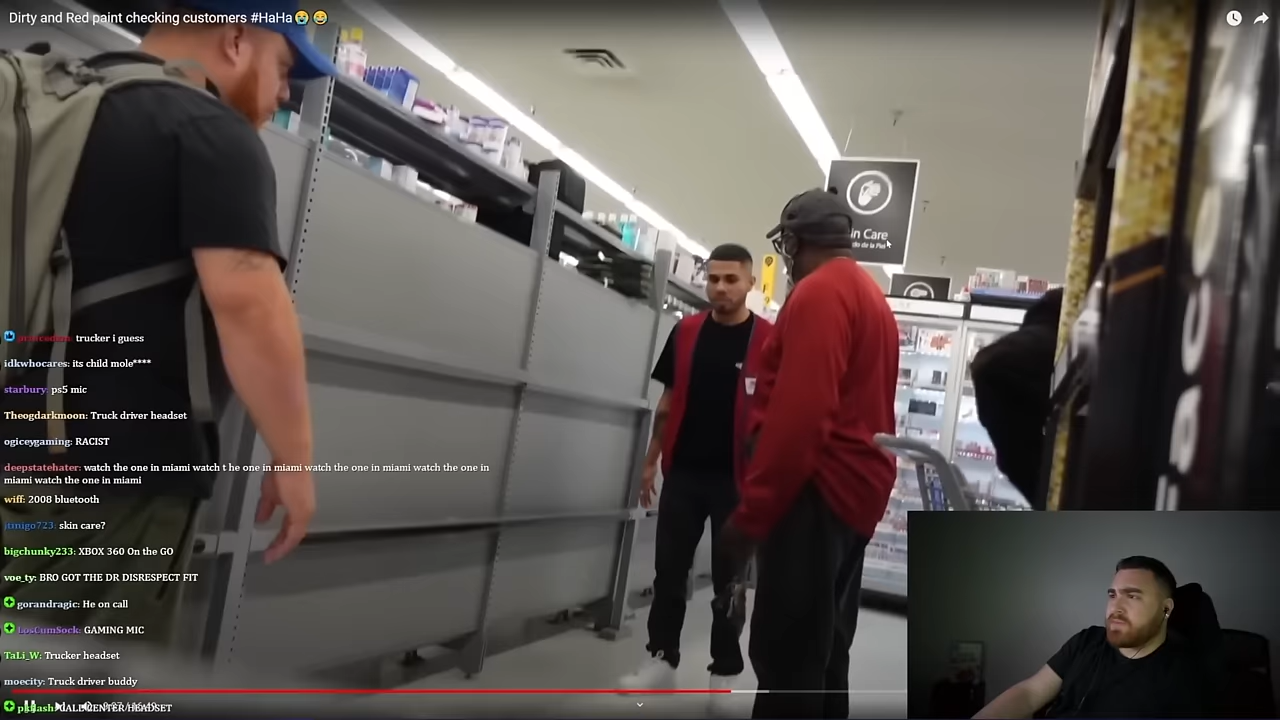 Dirty and Red paint checking customers #HaHa😭😂
in Care
trucker i guess
idkwhocares: its child mole****
starbury: ps5 mic
Theogdarkmoon: Truck driver headset
ogiceygaming: RACIST
deepstatehater: watch the one in miami watch t he one in miami watch the one in miami watch the one in
miami watch the one in miami
wiff: 2008 bluetooth
itmigo723: skin care?
bigchunky233: XBOX 360 On the GO
voe_ty: BRO GOT THE DR DISRESPECT FIT
gorandragic: He on call
LosCumSock: GAMING MIC
TaLi_W: Trucker headset
moecity: Truck driver buddy